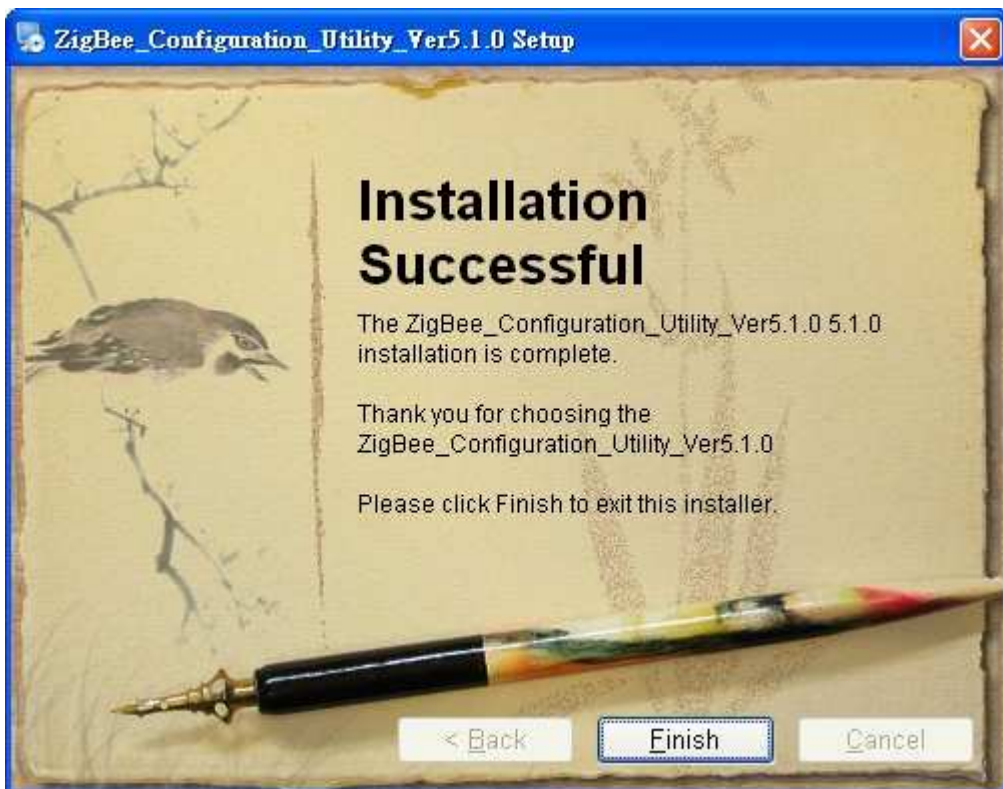 ZigBee_Configuration_Utility_Ver5.1.0 Setup
Installation
Successful
The ZigBee_Configuration_Utility_Ver5.1.0 5.1.0
installation is complete.
Thank you for choosing the
ZigBee_Configuration_Utility_Ver5.1.0
Please click Finish to exit this installer.
< Back
Finish
Cancel